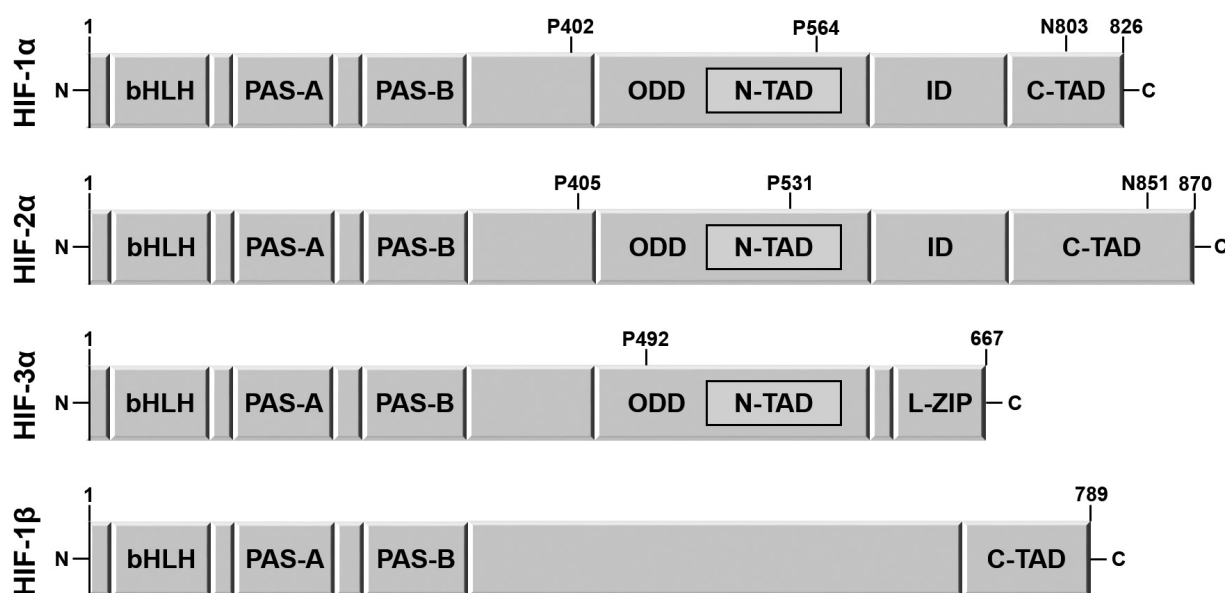 1 P402 P564 N803 826
HIF-1α N bHLH PAS-A PAS-B ODD N-TAD ID C-TAD C
1 P405 P531 N851 870
HIF-2α N bHLH PAS-A PAS-B ODD N-TAD ID C-TAD C
1 P492 667
HIF-3α N bHLH PAS-A PAS-B ODD N-TAD L-ZIP C
1 789
HIF-1β N bHLH PAS-A PAS-B C-TAD C